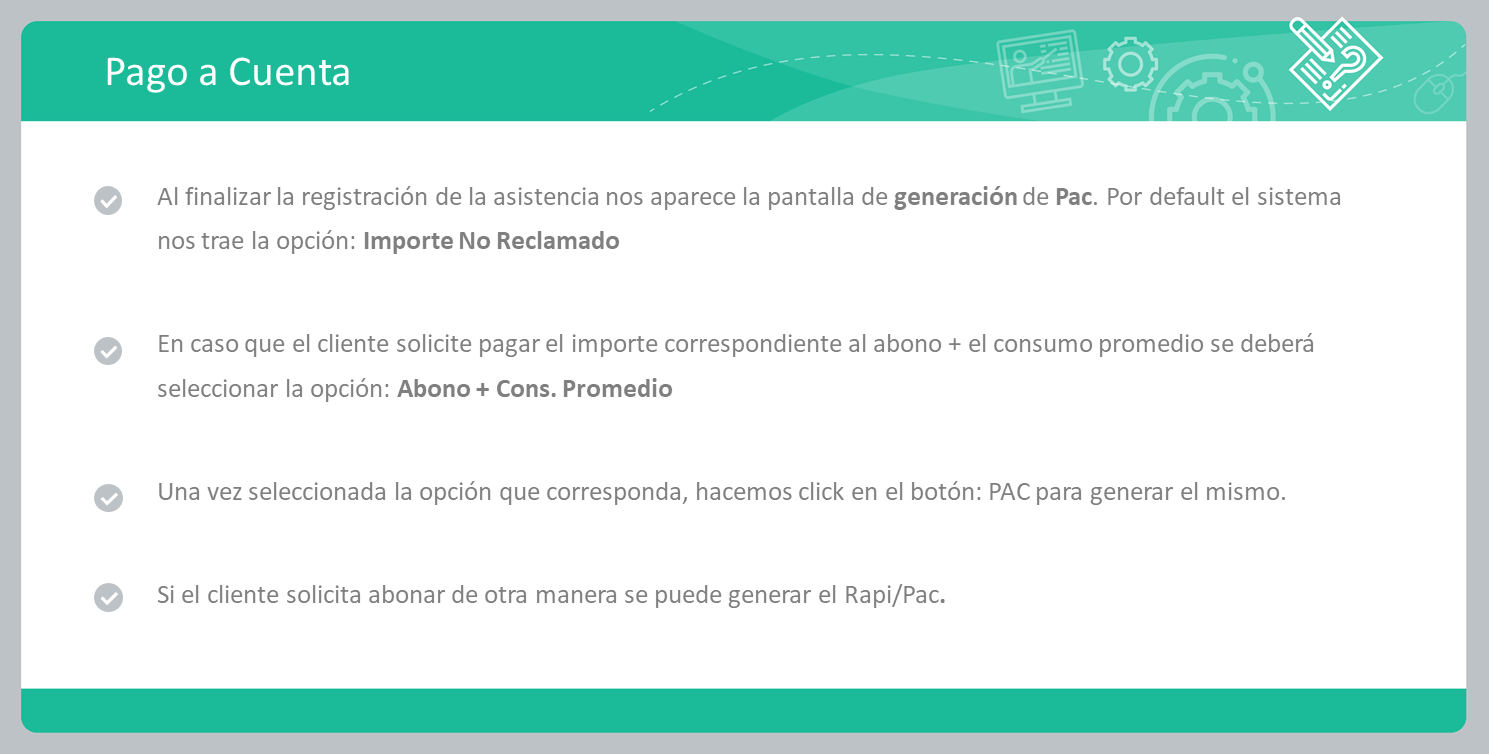 Pago a Cuenta
Al finalizar la registración de la asistencia nos aparece la pantalla de generación de Pac. Por default el sistema
nos trae la opción: Importe No Reclamado
En caso que el cliente solicite pagar el importe correspondiente al abono + el consumo promedio se deberá
seleccionar la opción: Abono + Cons. Promedio
Una vez seleccionada la opción que corresponda, hacemos click en el botón: PAC para generar el mismo.
Si el cliente solicita abonar de otra manera se puede generar el Rapi/Pac.